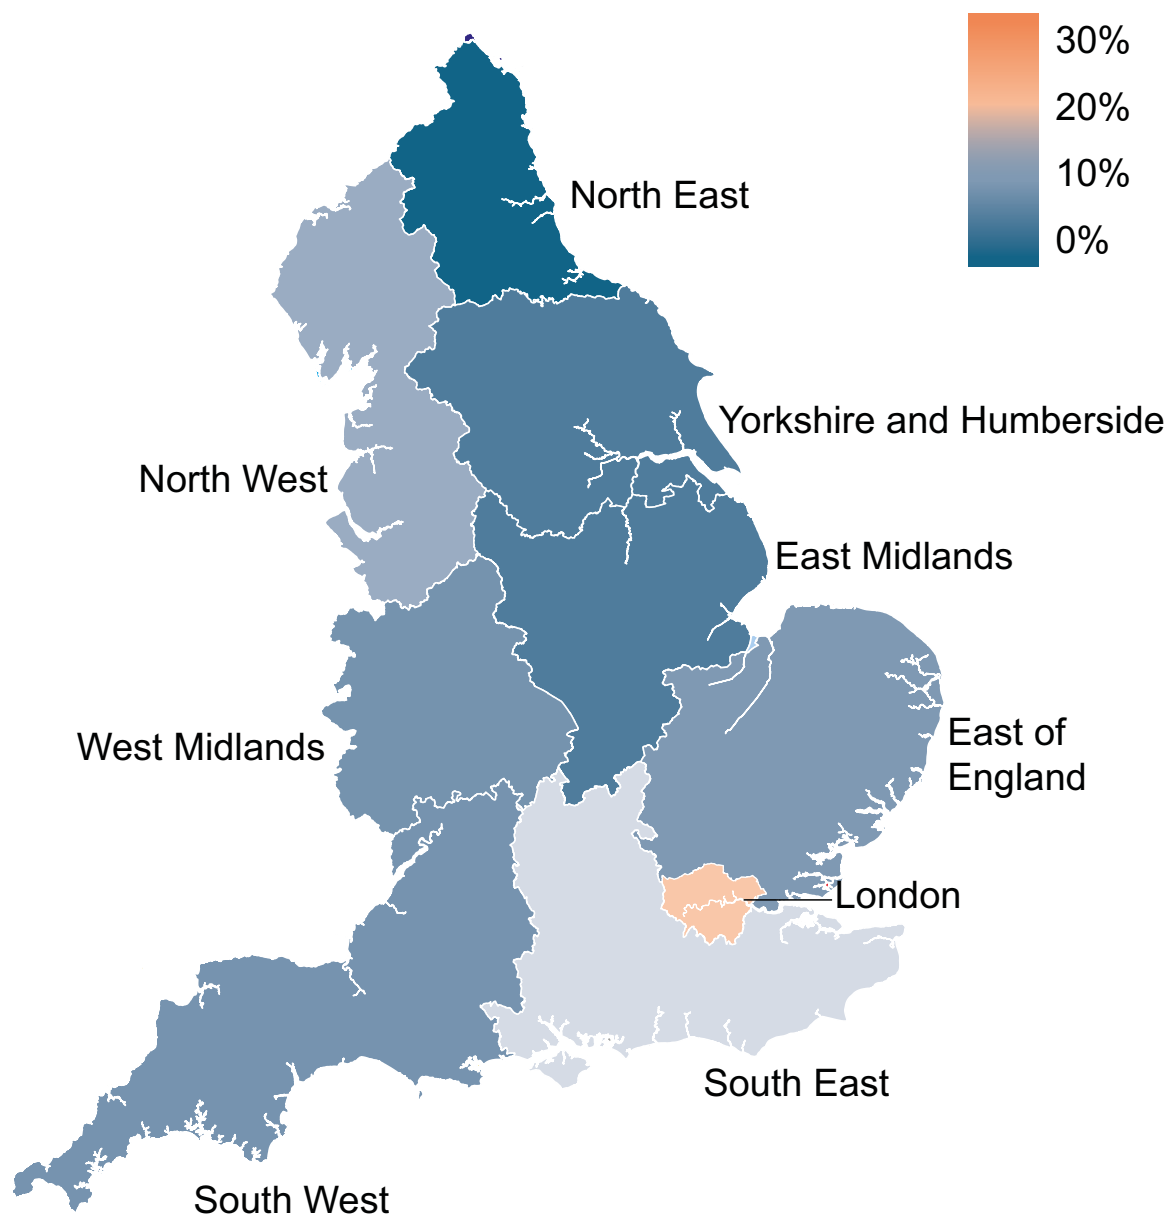 30%
20%
10%
0%
North East
Yorkshire and Humberside
North West
East Midlands
West Midlands
East of
England
London
South East
South West